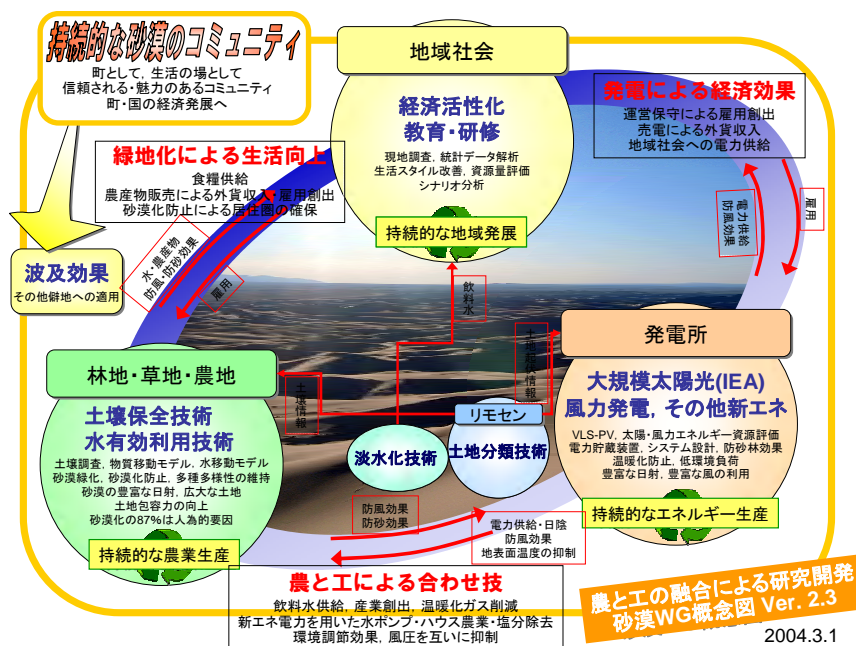 持続的な砂漠のコミュニティ
町として，生活の場として
信頼される・魅力のあるコミュニティ
町・国の経済発展へ
地域社会
経済活性化
教育・研修
現地調査，統計データ解析
生活スタイル改善，資源量評価
シナリオ分析
持続的な地域発展
発電による経済効果
運営保守による雇用創出
売電による外貨収入
地域社会への電力供給
緑地化による生活向上
食糧供給
農産物販売による外貨収入・雇用創出
砂漠化防止による居住圏の確保
波及効果
その他僻地への適用
水・農産物
防風・防砂効果
雇用
電力供給
防風効果
雇用
飲料水
土地起伏情報
土壌情報
林地・草地・農地
土壌保全技術
水有効利用技術
土壌調査，物質移動モデル，水移動モデル
砂漠緑化，砂漠化防止，多種多様性の維持
砂漠の豊富な日射，広大な土地
土地包容力の向上
砂漠化の87%は人為的要因
持続的な農業生産
淡水化技術
リモセン
土地分類技術
発電所
大規模太陽光(IEA)
風力発電，その他新エネ
VLS-PV，太陽・風力エネルギー資源評価
電力貯蔵装置，システム設計，防砂林効果
温暖化防止，低環境負荷
豊富な日射，豊富な風の利用
持続的なエネルギー生産
防風効果
防砂効果
電力供給・日陰
防風効果
地表面温度の抑制
農と工による合わせ技
飲料水供給，産業創出，温暖化ガス削減
新エネ電力を用いた水ポンプ・ハウス農業・塩分除去
環境調節効果，風圧を互いに抑制
農と工の融合による研究開発
砂漠WG概念図 Ver. 2.3
2004.3.1